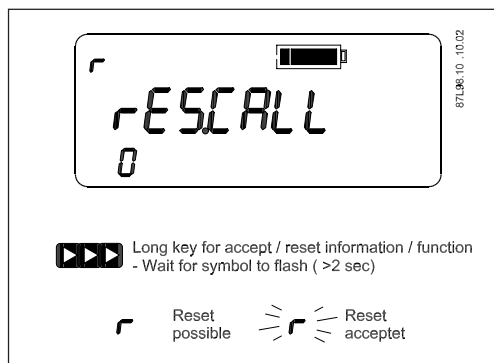 r
rES.CALL
0
87L98.10 .10.02
Long key for accept / reset information / function
- Wait for symbol to flash ( >2 sec)
r Reset possible
r Reset acceptet